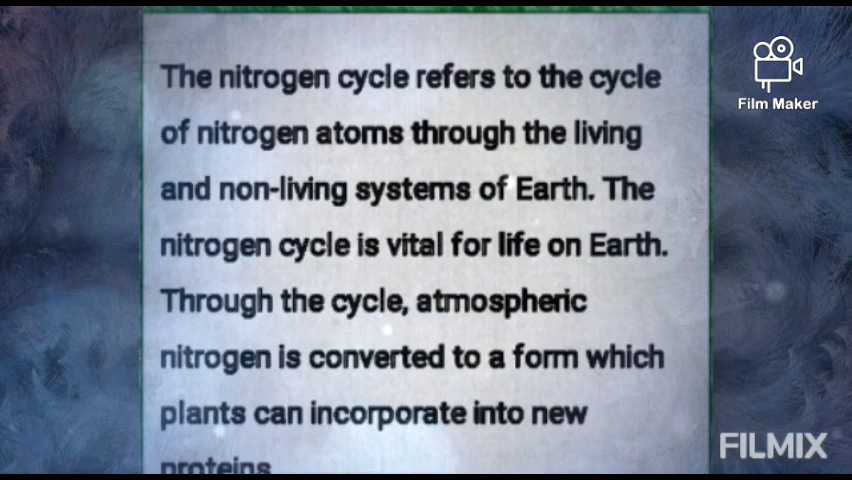 The nitrogen cycle refers to the cycle
of nitrogen atoms through the living
and non-living systems of Earth. The
nitrogen cycle is vital for life on Earth.
Through the cycle, atmospheric
nitrogen is converted to a form which
plants can incorporate into new
proteins
Film Maker
FILMIX